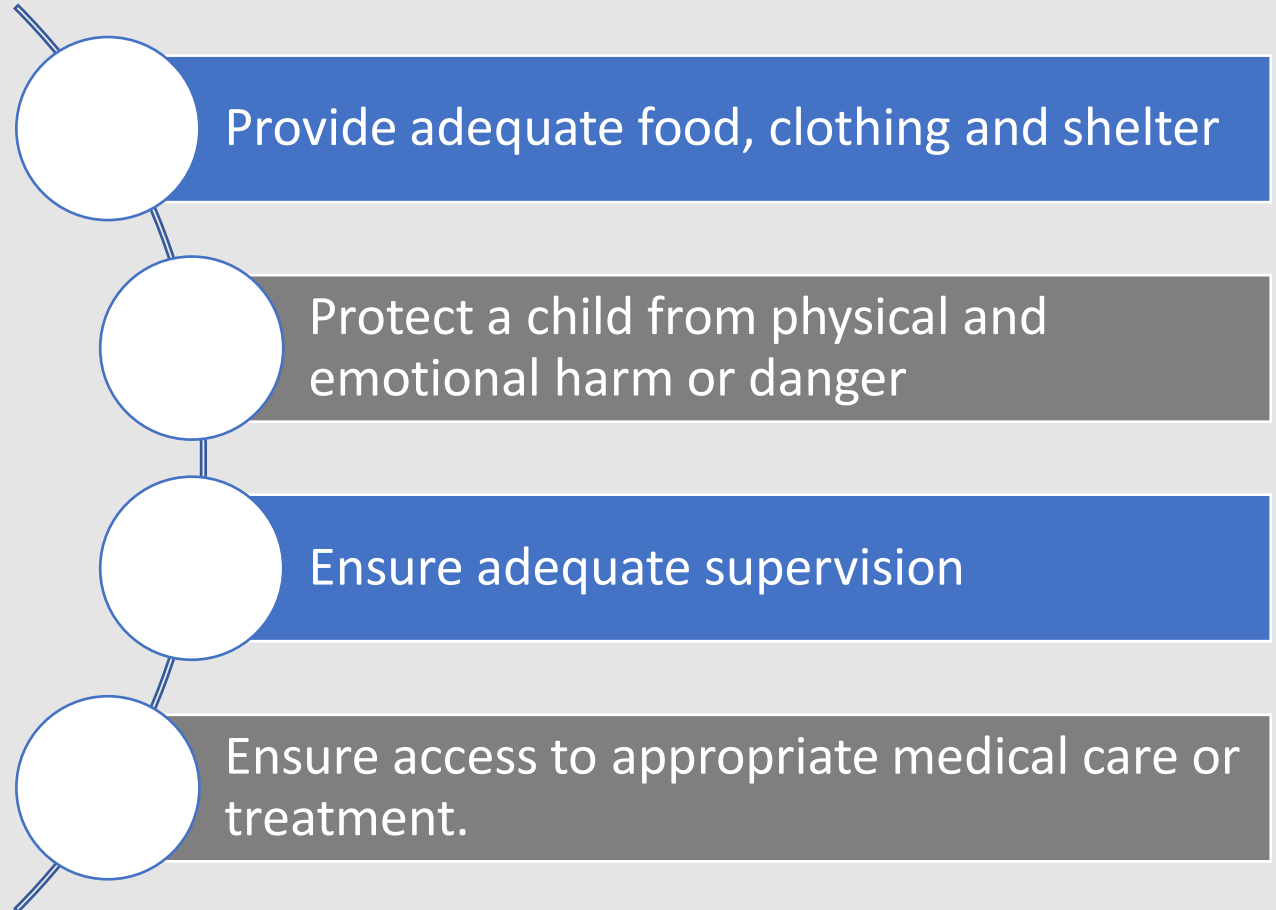 Provide adequate food, clothing and shelter
Protect a child from physical and
emotional harm or danger
Ensure adequate supervision
Ensure access to appropriate medical care or
treatment.